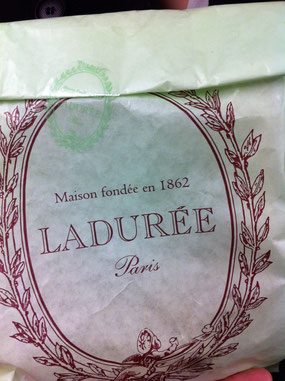 Maison fondée en 1862
LADURÉE
Paris